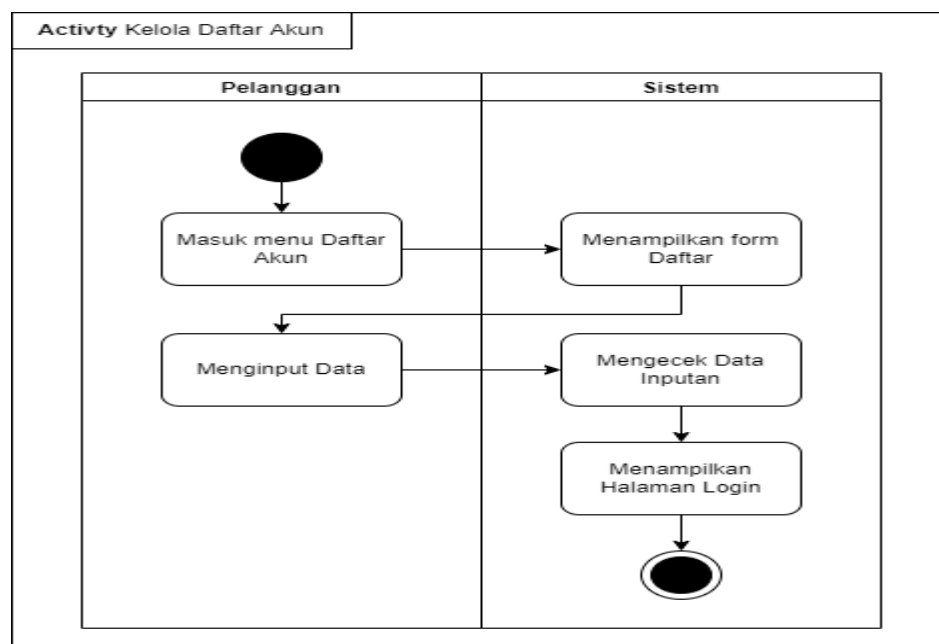 Activty Kelola Daftar Akun
Pelanggan
Sistem
Masuk menu Daftar
Akun
Menampilkan form
Daftar
Menginput Data
Mengecek Data
Inputan
Menampilkan
Halaman Login